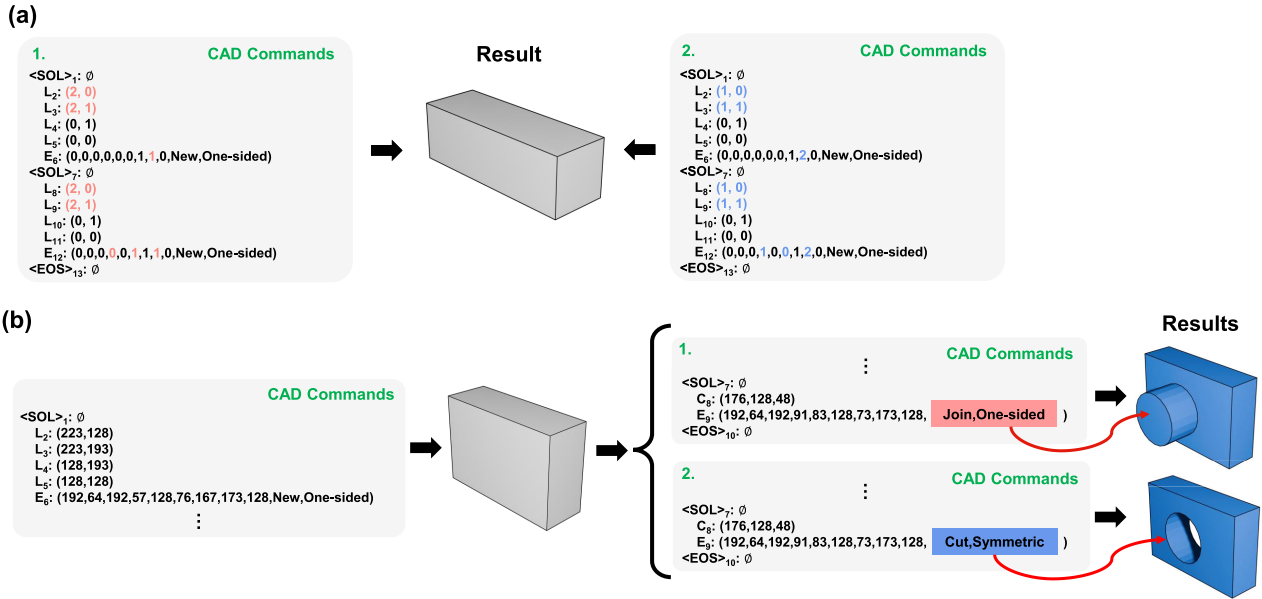 (a)
1.
CAD Commands
<SOL>1: ∅
L2: (2, 0)
L3: (2, 1)
L4: (0, 1)
L5: (0, 0)
E6: (0,0,0,0,0,0,1,1,0,New,One-sided)
<SOL>7: ∅
L8: (2, 0)
L9: (2, 1)
L10: (0, 1)
L11: (0, 0)
E12: (0,0,0,0,0,1,1,1,0,New,One-sided)
<EOS>13: ∅
Result
2.
CAD Commands
<SOL>1: ∅
L2: (1, 0)
L3: (1, 1)
L4: (0, 1)
L5: (0, 0)
E6: (0,0,0,0,0,0,1,2,0,New,One-sided)
<SOL>7: ∅
L8: (1, 0)
L9: (1, 1)
L10: (0, 1)
L11: (0, 0)
E12: (0,0,0,1,0,0,1,2,0,New,One-sided)
<EOS>13: ∅
(b)
CAD Commands
<SOL>1: ∅
L2: (223,128)
L3: (223,193)
L4: (128,193)
L5: (128,128)
E6: (192,64,192,57,128,76,167,173,128,New,One-sided)
⋮
1.
CAD Commands
⋮
<SOL>7: ∅
C8: (176,128,48)
E9: (192,64,192,91,83,128,73,173,128, Join,One-sided )
<EOS>10: ∅
2.
CAD Commands
⋮
<SOL>7: ∅
C8: (176,128,48)
E9: (192,64,192,91,83,128,73,173,128, Cut,Symmetric )
<EOS>10: ∅
Results